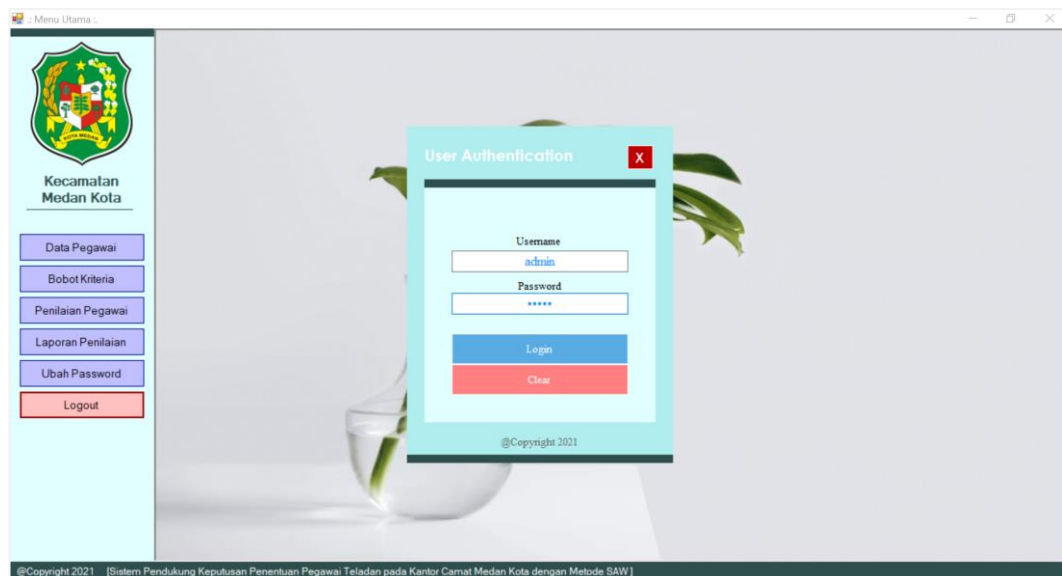 .: Menu Utama :.
KOTA MEDAN
Kecamatan
Medan Kota
Data Pegawai
Bobot Kriteria
Penilaian Pegawai
Laporan Penilaian
Ubah Password
Logout
User Authentication
X
Username
admin
Password
•••••
Login
Clear
@Copyright 2021
@Copyright 2021 [Sistem Pendukung Keputusan Penentuan Pegawai Teladan pada Kantor Camat Medan Kota dengan Metode SAW]